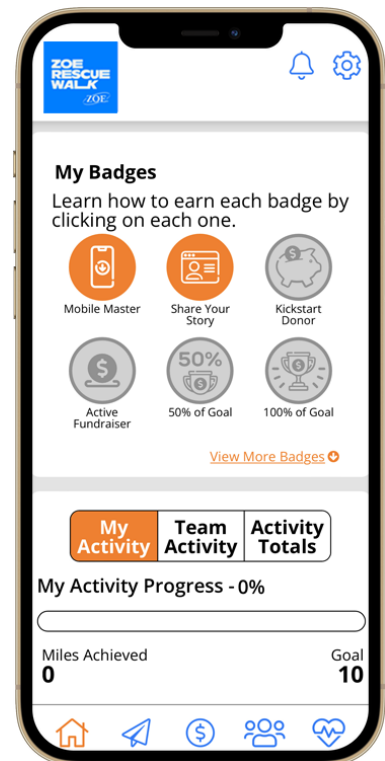 ZOE
RESCUE
WALK
ZOE
My Badges
Learn how to earn each badge by
clicking on each one.
Mobile Master
Share Your
Story
Kickstart
Donor
$
$
50%
$
$
Active
Fundraiser
50% of Goal
100% of Goal
View More Badges
My
Activity
Team
Activity
Activity
Totals
My Activity Progress - 0%
Miles Achieved
Goal
0
10
$